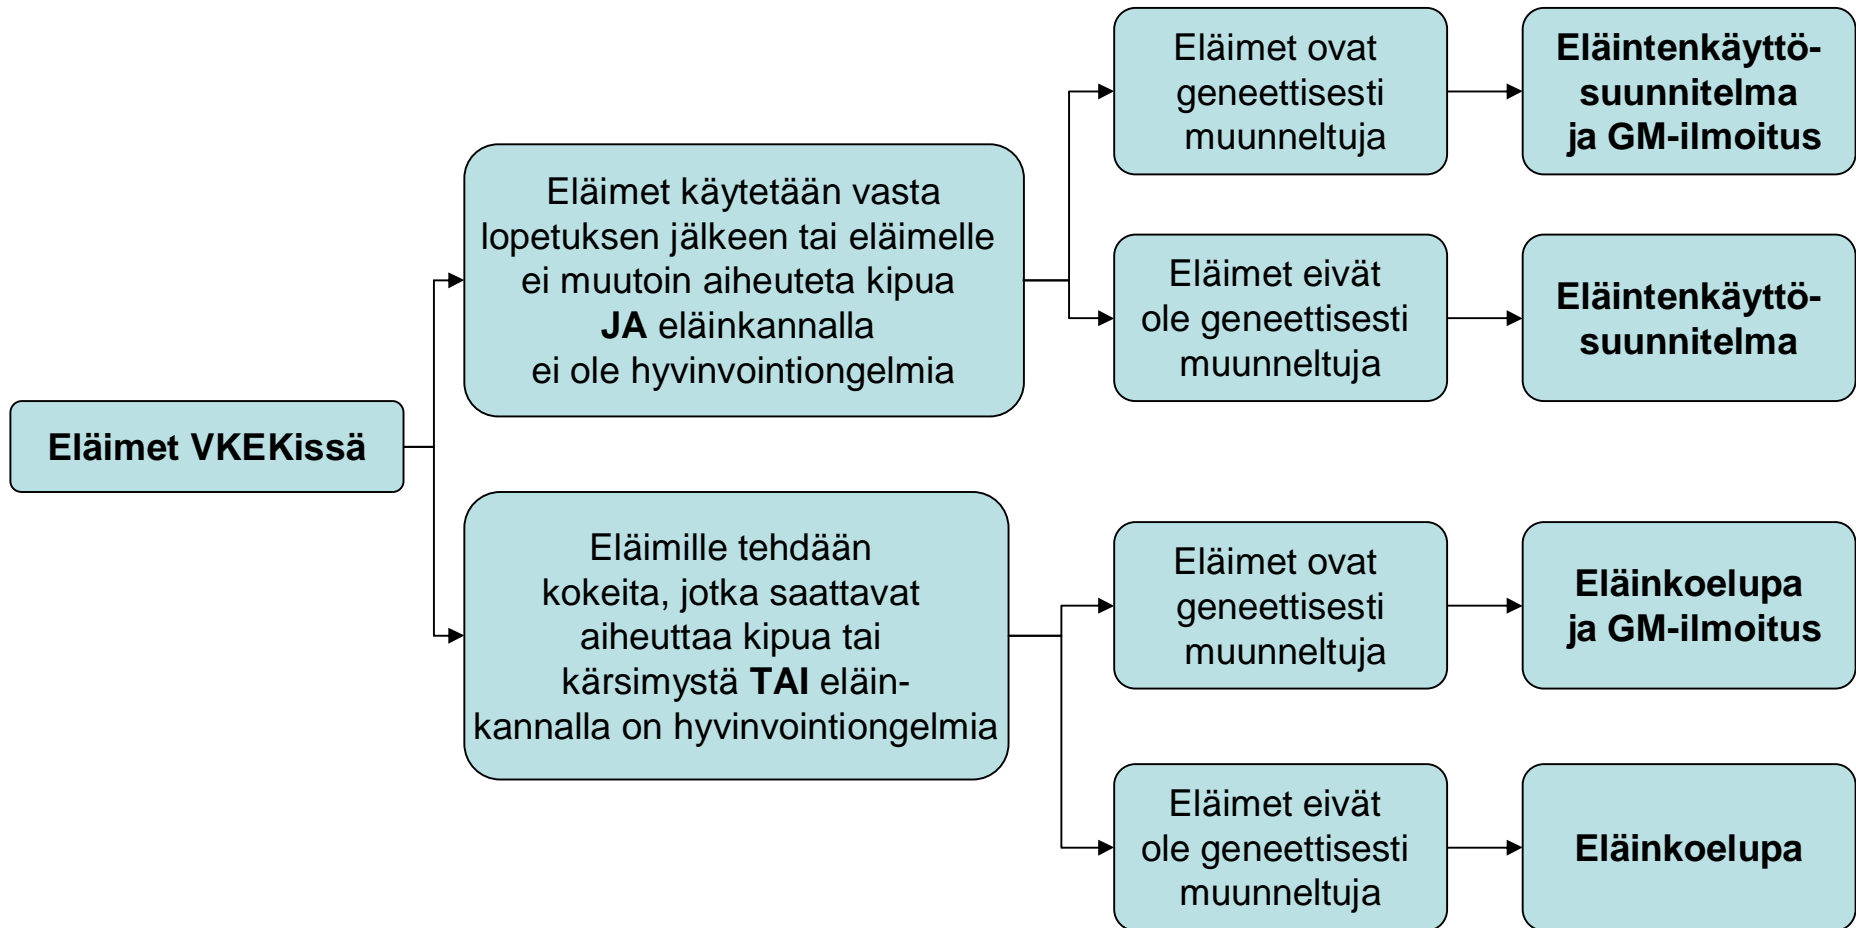 Eläimet VKEKissä
Eläimet käytetään vasta
lopetuksen jälkeen tai eläimelle
ei muutoin aiheuteta kipua
JA eläinkannalla
ei ole hyvinvointiongelmia
Eläimet ovat
geneettisesti
muunneltuja
Eläintenkäyttö-
suunnitelma
ja GM-ilmoitus
Eläimet eivät
ole geneettisesti
muunneltuja
Eläintenkäyttö-
suunnitelma
Eläimille tehdään
kokeita, jotka saattavat
aiheuttaa kipua tai
kärsimystä TAI eläin-
kannalla on hyvinvointiongelmia
Eläimet ovat
geneettisesti
muunneltuja
Eläinkoelupa
ja GM-ilmoitus
Eläimet eivät
ole geneettisesti
muunneltuja
Eläinkoelupa